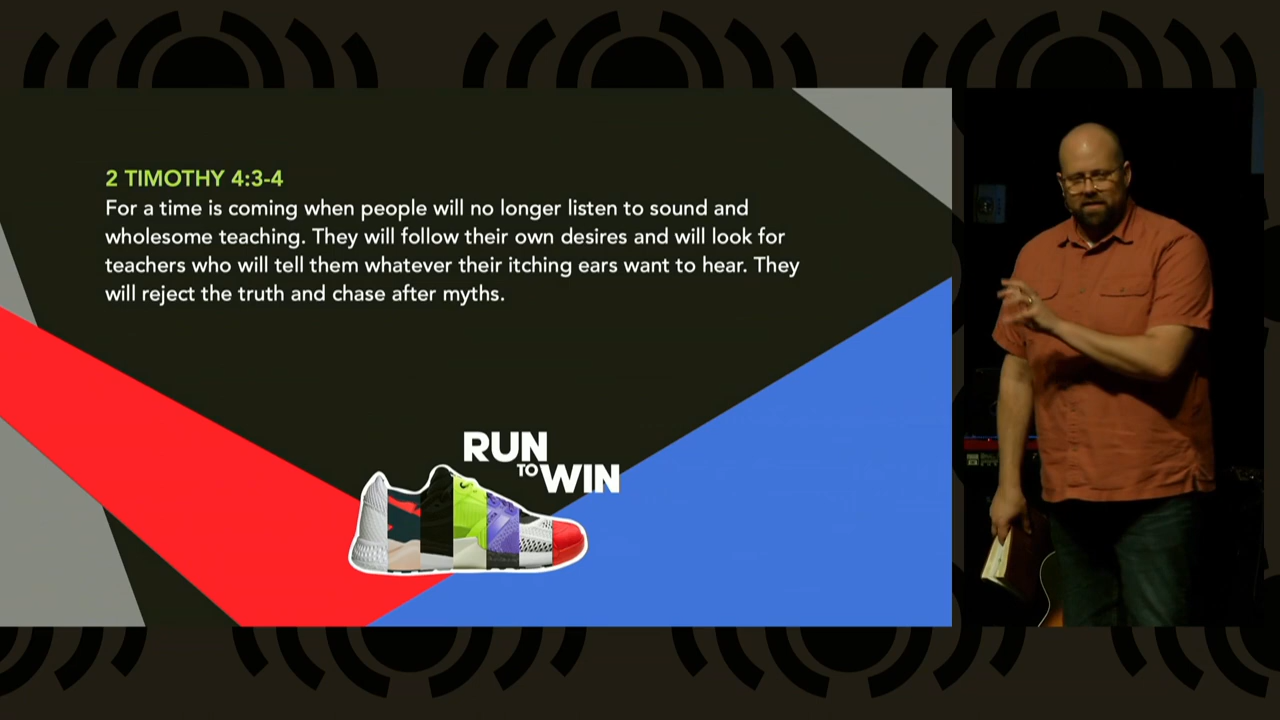 2 TIMOTHY 4:3-4
For a time is coming when people will no longer listen to sound and
wholesome teaching. They will follow their own desires and will look for
teachers who will tell them whatever their itching ears want to hear. They
will reject the truth and chase after myths.
RUN
TO WIN